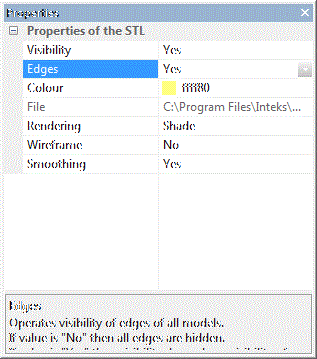 Properties
Properties of the STL
Visibility Yes
Edges Yes
Colour ffff80
File C:\Program Files\Inteks\...
Rendering Shade
Wireframe No
Smoothing Yes
Edges
Operates visibility of edges of all models.
If value is "No" then all edges are hidden.